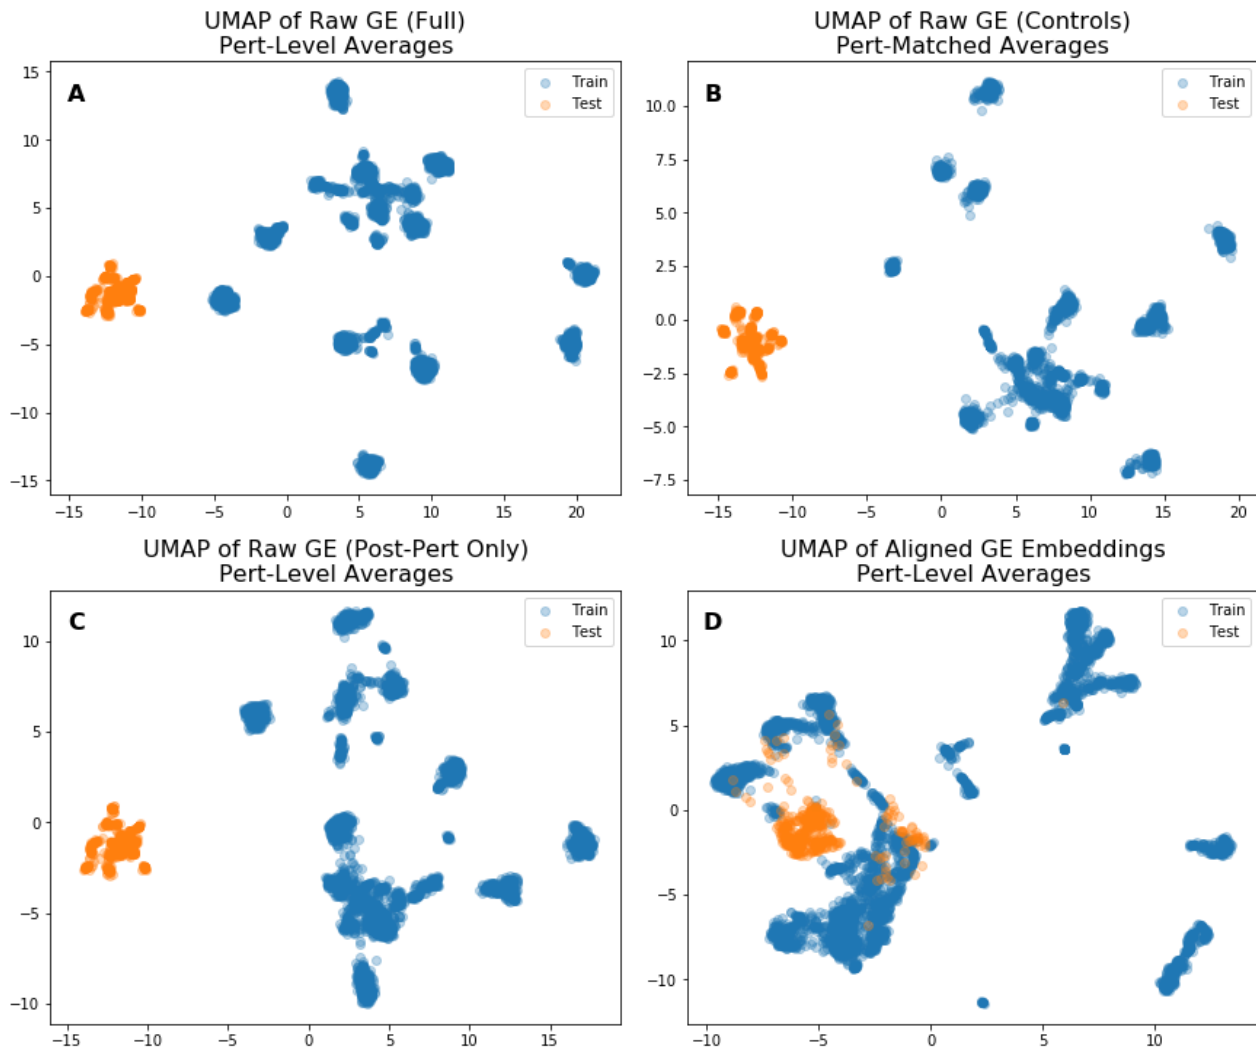 UMAP of Raw GE (Full)
Pert-Level Averages
A
Train
Test
15
10
5
0
−5
−10
−15
−15
−10
−5
0
5
10
15
20
UMAP of Raw GE (Controls)
Pert-Matched Averages
B
Train
Test
10.0
7.5
5.0
2.5
0.0
−2.5
−5.0
−7.5
−15
−10
−5
0
5
10
15
20
UMAP of Raw GE (Post-Pert Only)
Pert-Level Averages
C
Train
Test
10
5
0
−5
−10
−15
−10
−5
0
5
10
15
UMAP of Aligned GE Embeddings
Pert-Level Averages
D
Train
Test
10
5
0
−5
−10
−10
−5
0
5
10